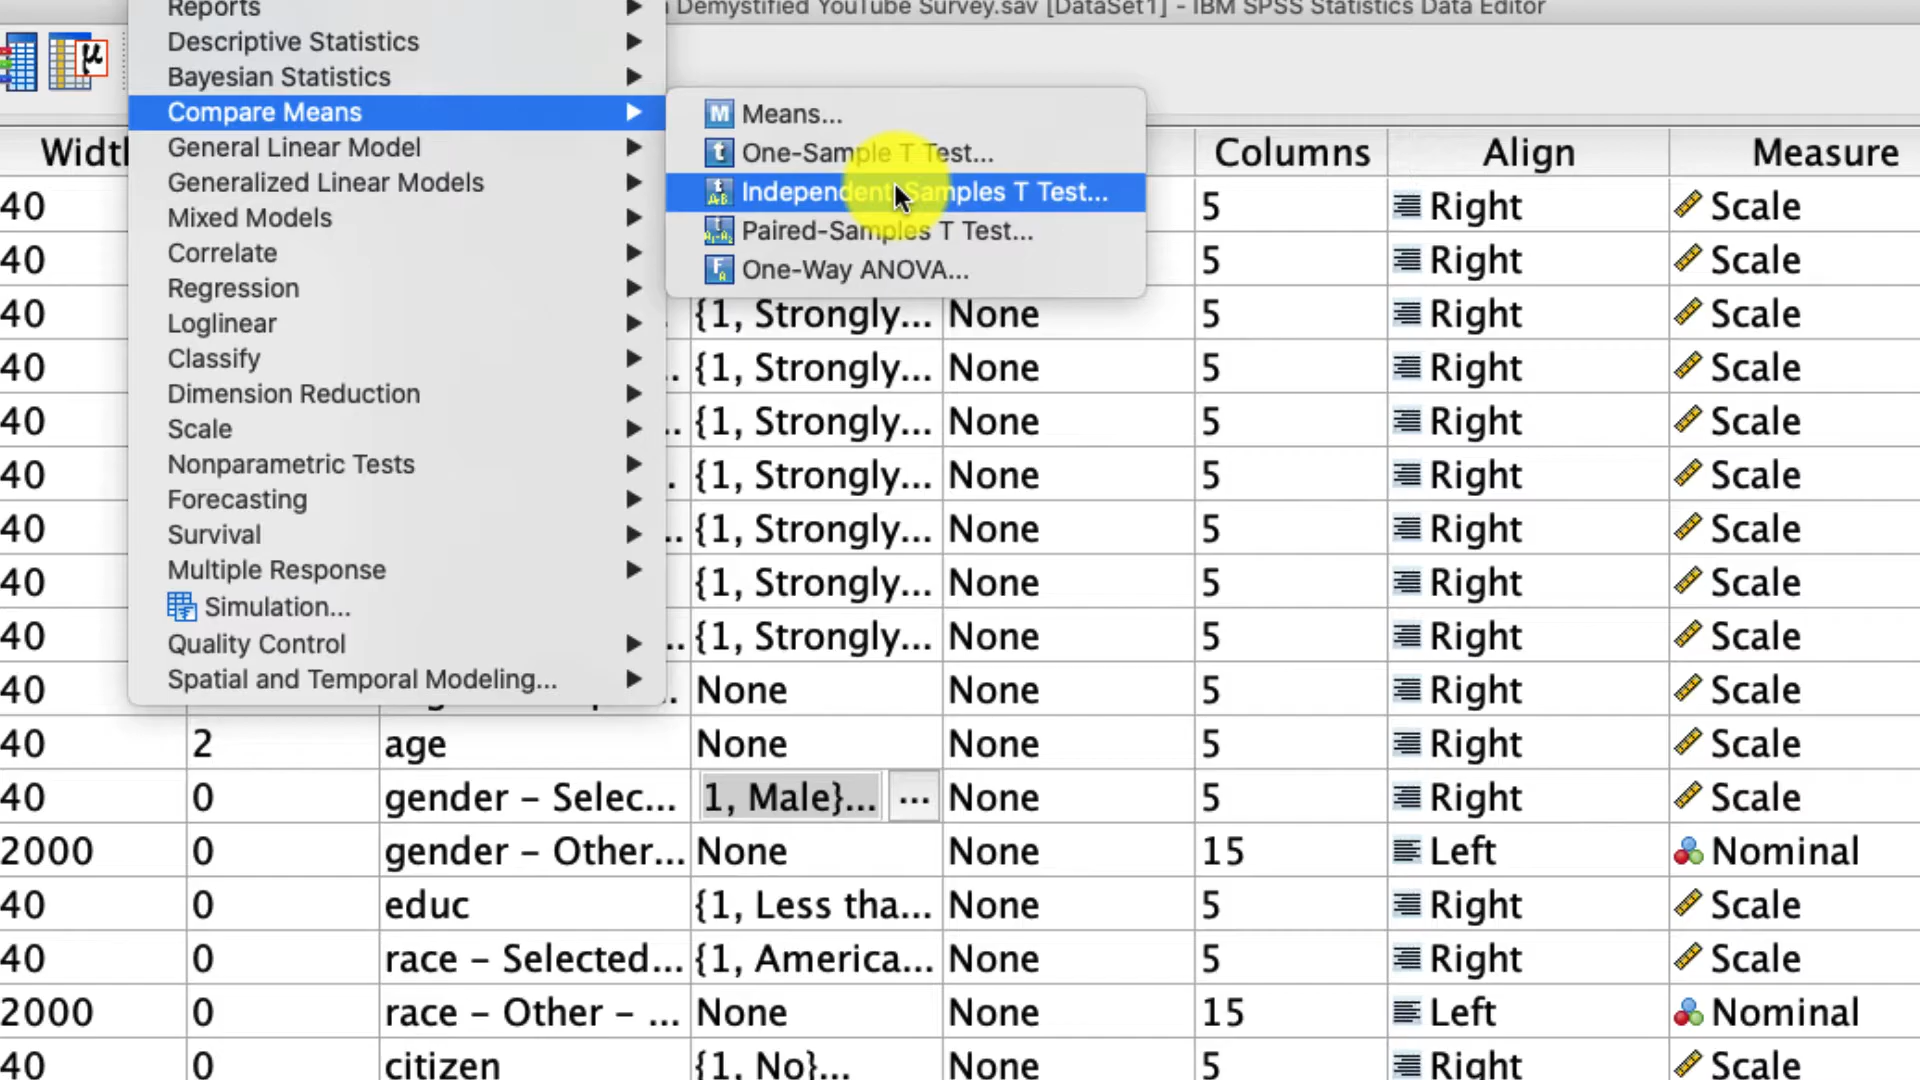 Reports
Demystified YouTube Survey.sav [DataSet1] - IBM SPSS Statistics Data Editor
μ
Descriptive Statistics
Bayesian Statistics
Compare Means
General Linear Model
Generalized Linear Models
Mixed Models
Correlate
Regression
Loglinear
Classify
Dimension Reduction
Scale
Nonparametric Tests
Forecasting
Survival
Multiple Response
Simulation...
Quality Control
Spatial and Temporal Modeling...
M Means...
t One-Sample T Test...
Independent-Samples T Test...
Paired-Samples T Test...
One-Way ANOVA...
Columns Align Measure
40 5 Right Scale
40 5 Right Scale
{1, Strongly... None 5 Right Scale
40 {1, Strongly... None 5 Right Scale
40 {1, Strongly... None 5 Right Scale
40 {1, Strongly... None 5 Right Scale
40 {1, Strongly... None 5 Right Scale
40 {1, Strongly... None 5 Right Scale
40 {1, Strongly... None 5 Right Scale
40 None None 5 Right Scale
40 2 age None None 5 Right Scale
40 0 gender – Selec... 1, Male}... ... None 5 Right Scale
2000 0 gender – Other... None None 15 Left Nominal
40 0 educ {1, Less tha... None 5 Right Scale
40 0 race – Selected... {1, America... None 5 Right Scale
2000 0 race – Other – ... None None 15 Left Nominal
40 0 citizen {1, No}... None 5 Right Scale